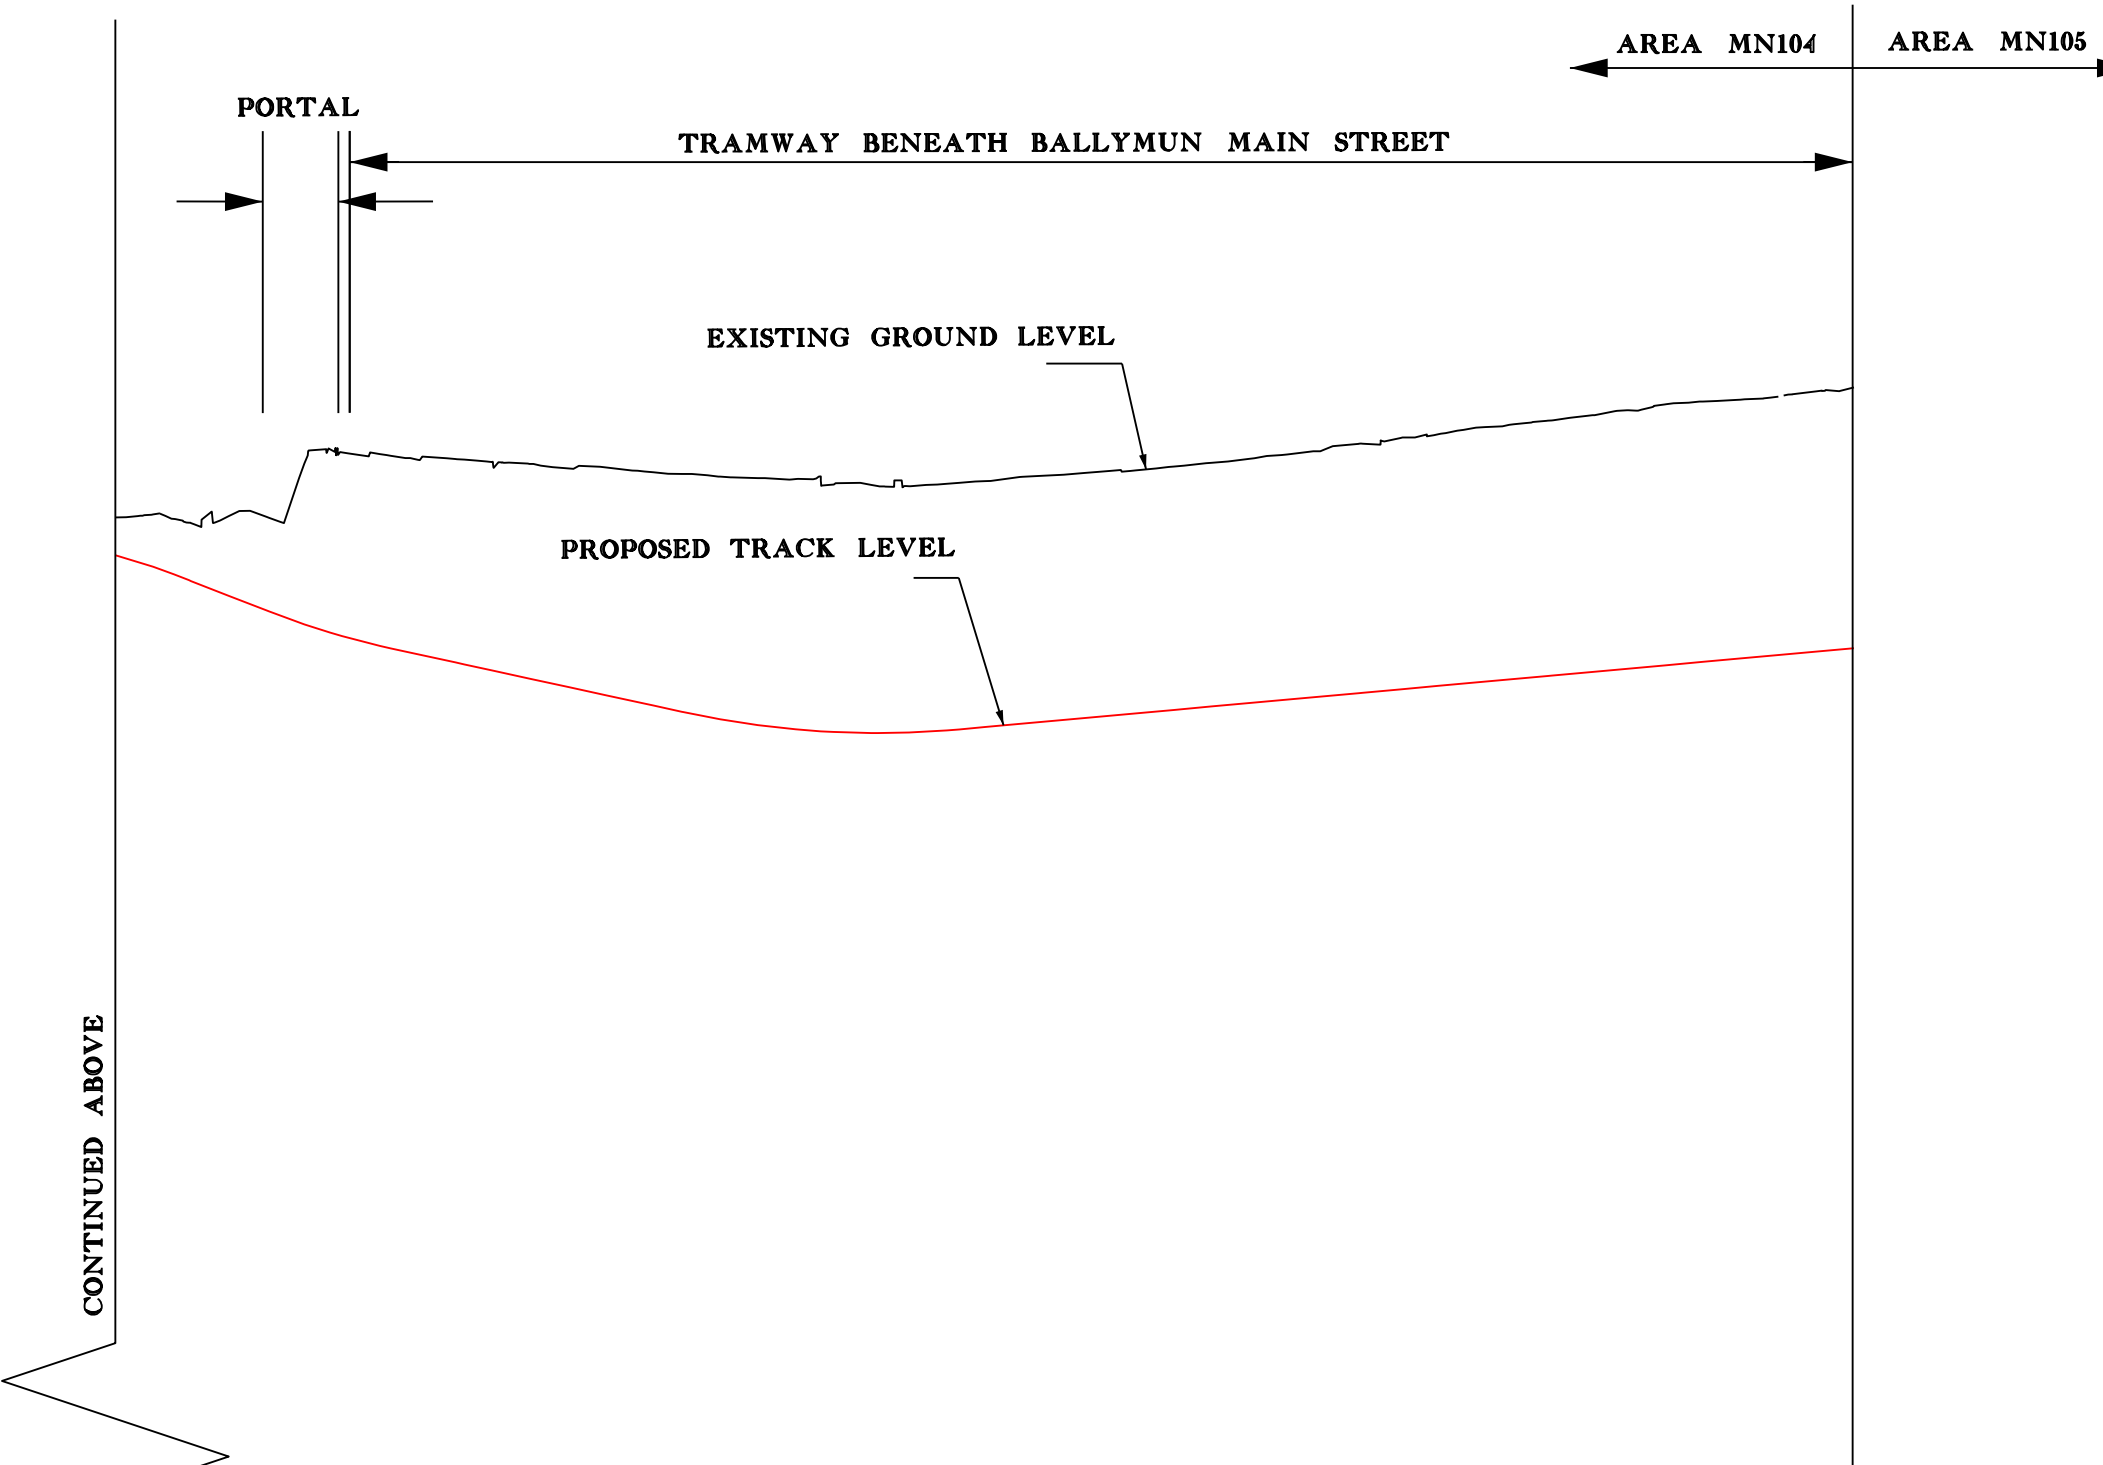 AREA MN104
AREA MN105
PORTAL
TRAMWAY BENEATH BALLYMUN MAIN STREET
EXISTING GROUND LEVEL
PROPOSED TRACK LEVEL
CONTINUED ABOVE